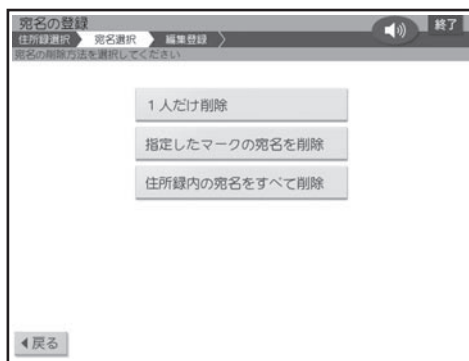 宛名の登録
終了
住所録選択 宛名選択 編集登録
宛名の削除方法を選択してください
1人だけ削除
指定したマークの宛名を削除
住所録内の宛名をすべて削除
◀戻る